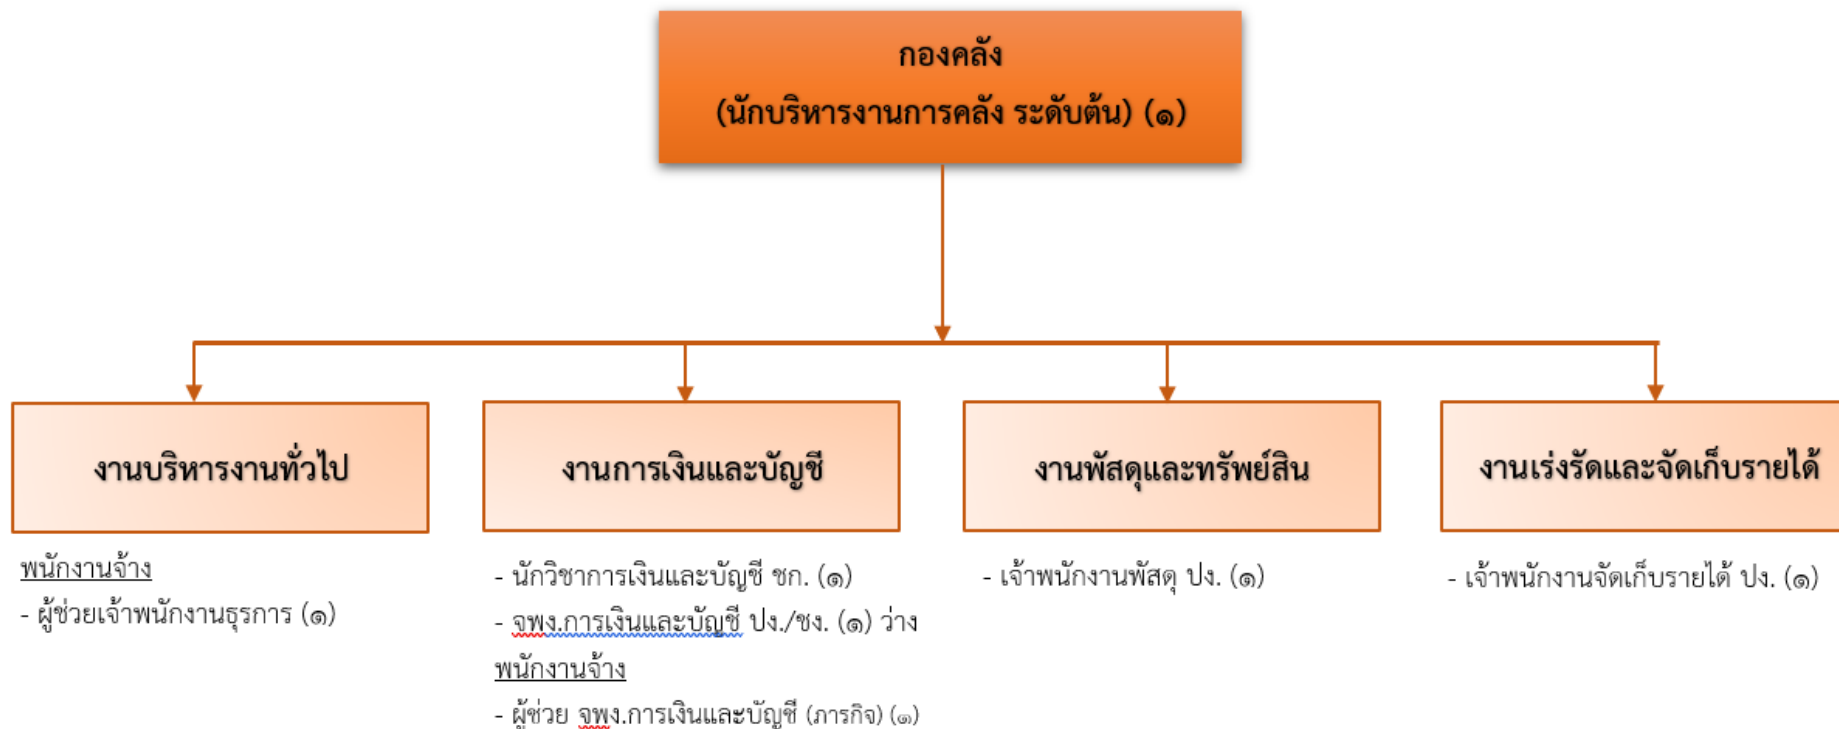 กองคลัง
(นักบริหารงานการคลัง ระดับต้น) (๑)
งานบริหารงานทั่วไป
พนักงานจ้าง
- ผู้ช่วยเจ้าพนักงานธุรการ (๑)
งานการเงินและบัญชี
- นักวิชาการเงินและบัญชี ชก. (๑)
- จพง.การเงินและบัญชี ปง./ชง. (๑) ว่าง
พนักงานจ้าง
- ผู้ช่วย จพง.การเงินและบัญชี (ภารกิจ) (๑)
งานพัสดุและทรัพย์สิน
- เจ้าพนักงานพัสดุ ปง. (๑)
งานเร่งรัดและจัดเก็บรายได้
- เจ้าพนักงานจัดเก็บรายได้ ปง. (๑)